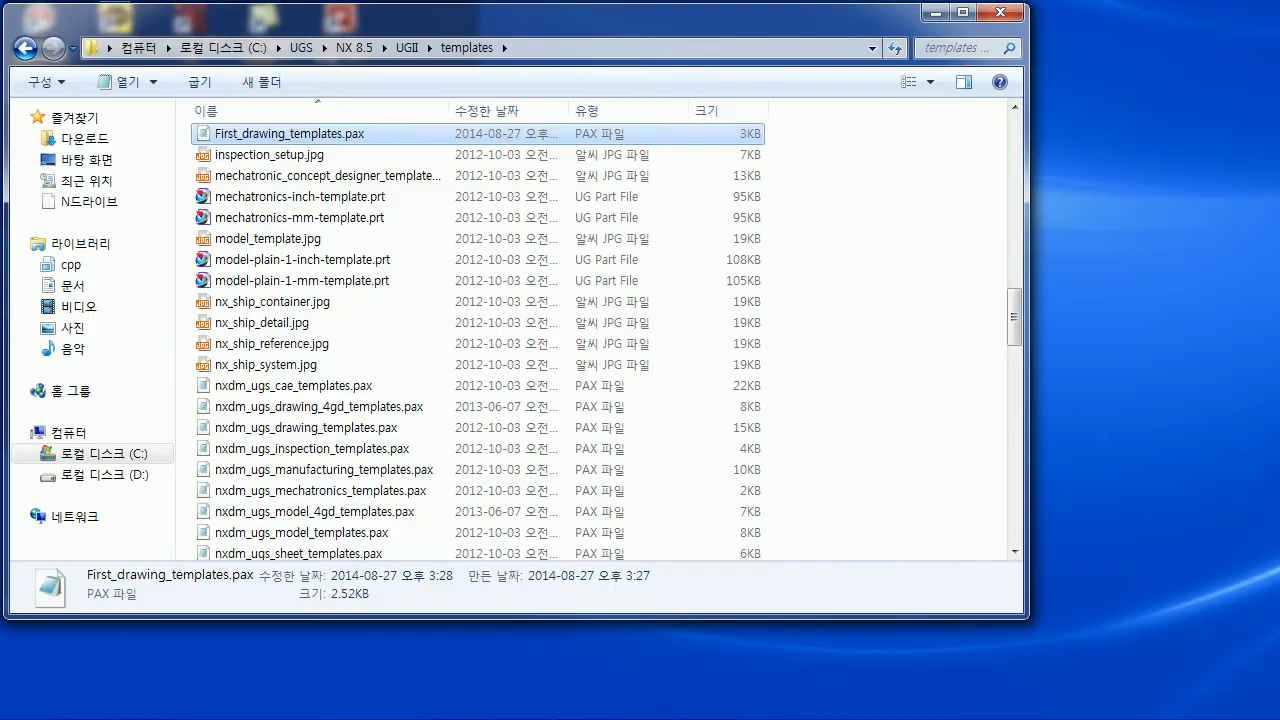 컴퓨터 로컬 디스크 (C:) UGS NX 8.5 UGII templates templates ...
구성 열기 굽기 새 폴더
즐겨찾기
다운로드
바탕 화면
최근 위치
N드라이브
라이브러리
cpp
문서
비디오
사진
음악
홈 그룹
컴퓨터
로컬 디스크 (C:)
로컬 디스크 (D:)
네트워크
이름 수정한 날짜 유형 크기
First_drawing_templates.pax 2014-08-27 오후... PAX 파일 3KB
inspection_setup.jpg 2012-10-03 오전... 알씨 JPG 파일 7KB
mechatronic_concept_designer_template... 2012-10-03 오전... 알씨 JPG 파일 13KB
mechatronics-inch-template.prt 2012-10-03 오전... UG Part File 95KB
mechatronics-mm-template.prt 2012-10-03 오전... UG Part File 95KB
model_template.jpg 2012-10-03 오전... 알씨 JPG 파일 19KB
model-plain-1-inch-template.prt 2012-10-03 오전... UG Part File 108KB
model-plain-1-mm-template.prt 2012-10-03 오전... UG Part File 105KB
nx_ship_container.jpg 2012-10-03 오전... 알씨 JPG 파일 19KB
nx_ship_detail.jpg 2012-10-03 오전... 알씨 JPG 파일 19KB
nx_ship_reference.jpg 2012-10-03 오전... 알씨 JPG 파일 19KB
nx_ship_system.jpg 2012-10-03 오전... 알씨 JPG 파일 19KB
nxdm_ugs_cae_templates.pax 2012-10-03 오전... PAX 파일 22KB
nxdm_ugs_drawing_4gd_templates.pax 2013-06-07 오전... PAX 파일 8KB
nxdm_ugs_drawing_templates.pax 2012-10-03 오전... PAX 파일 15KB
nxdm_ugs_inspection_templates.pax 2012-10-03 오전... PAX 파일 4KB
nxdm_ugs_manufacturing_templates.pax 2012-10-03 오전... PAX 파일 10KB
nxdm_ugs_mechatronics_templates.pax 2012-10-03 오전... PAX 파일 2KB
nxdm_ugs_model_4gd_templates.pax 2013-06-07 오전... PAX 파일 7KB
nxdm_ugs_model_templates.pax 2012-10-03 오전... PAX 파일 8KB
nxdm_ugs_sheet_templates.pax 2012-10-03 오전... PAX 파일 6KB
First_drawing_templates.pax 수정한 날짜: 2014-08-27 오후 3:28 만든 날짜: 2014-08-27 오후 3:27
PAX 파일 크기: 2.52KB